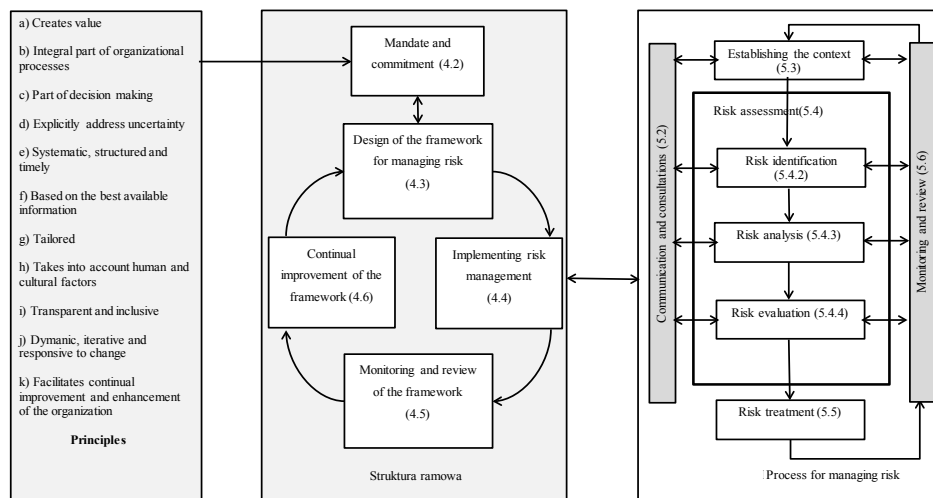 a) Creates value
b) Integral part of organizational
processes
c) Part of decision making
d) Explicitly address uncertainty
e) Systematic, structured and
timely
f) Based on the best available
information
g) Tailored
h) Takes into account human and
cultural factors
i) Transparent and inclusive
j) Dymanic, iterative and
responsive to change
k) Facilitates continual
improvement and enhancement
of the organization
Principles
Mandate and
commitment (4.2)
Design of the framework
for managing risk
(4.3)
Continual
improvement of the
framework (4.6)
Implementing risk
management
(4.4)
Monitoring and review
of the framework
(4.5)
Struktura ramowa
Communication and consultations (5.2)
Establishing the context
(5.3)
Risk assessment(5.4)
Risk identification
(5.4.2)
Risk analysis (5.4.3)
Risk evaluation (5.4.4)
Risk treatment (5.5)
Monitoring and review (5.6)
Process for managing risk